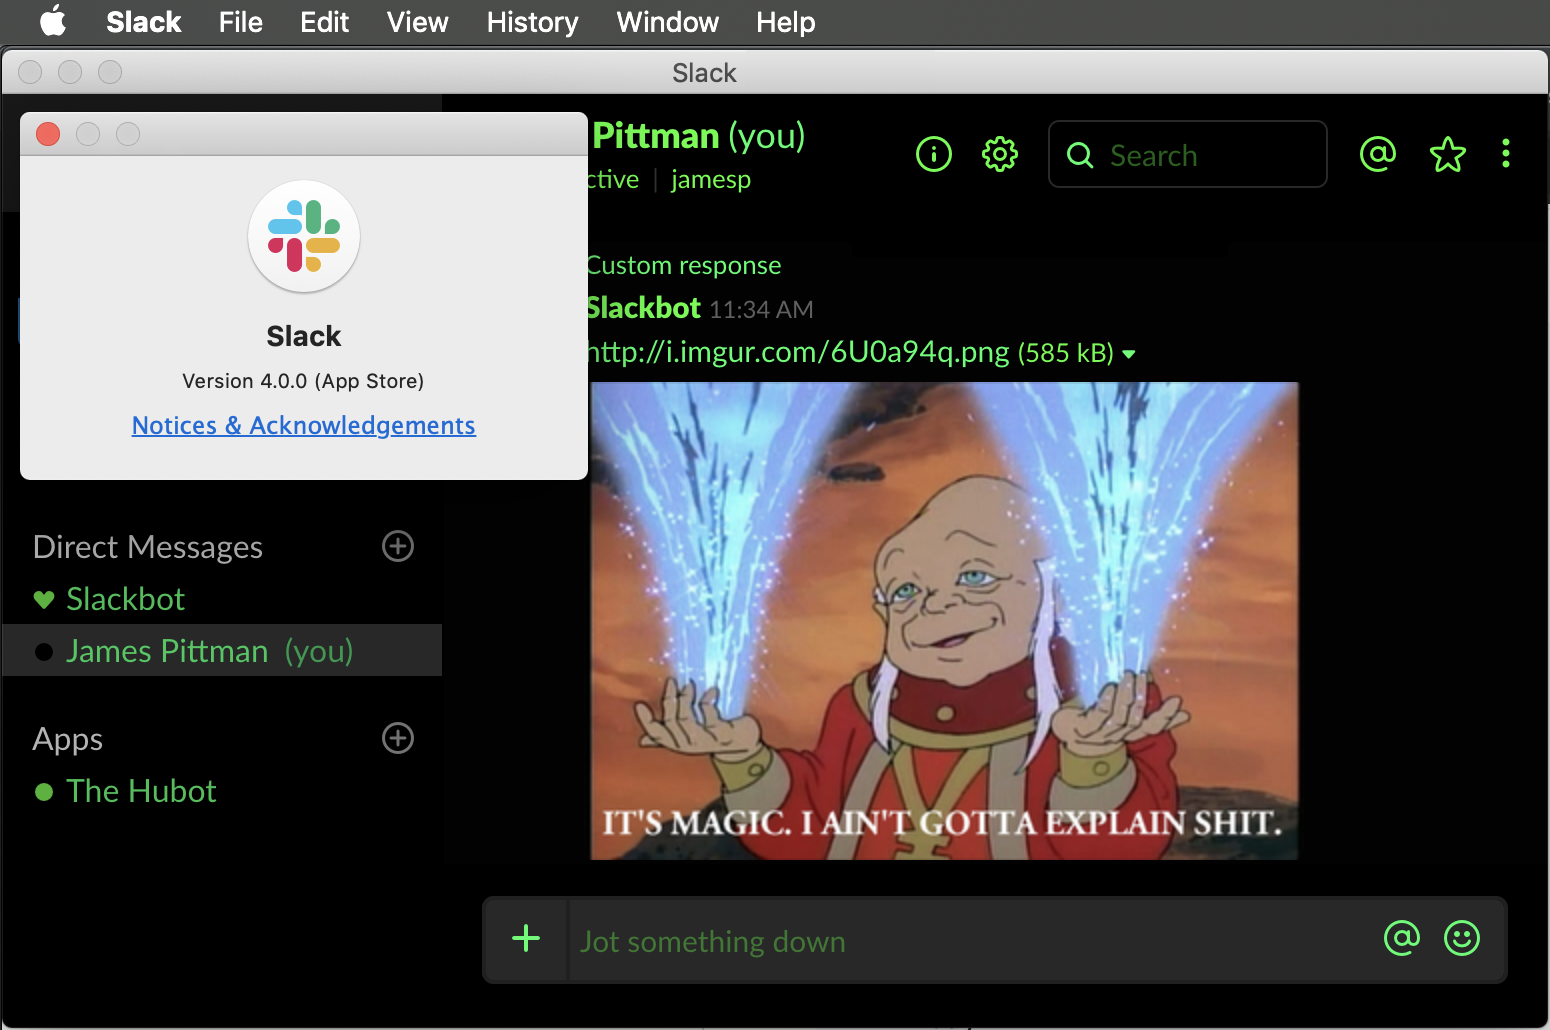 Slack File Edit View History Window Help
Slack
Pittman (you)
ctive | jamesp
Search
Slack
Version 4.0.0 (App Store)
Notices & Acknowledgements
Custom response
Slackbot 11:34 AM
http://i.imgur.com/6U0a94q.png (585 kB)
IT'S MAGIC. I AIN'T GOTTA EXPLAIN SHIT.
Direct Messages
Slackbot
James Pittman (you)
Apps
The Hubot
Jot something down